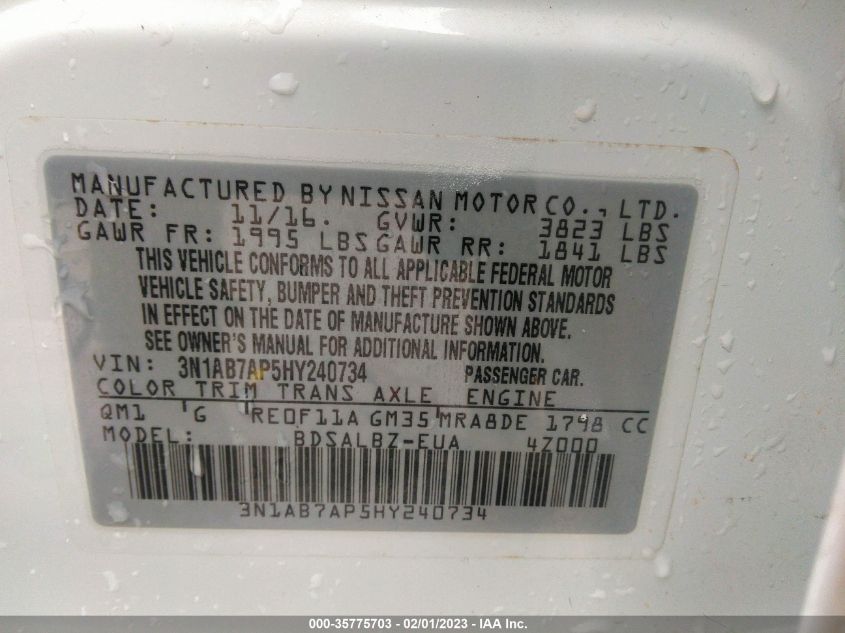 MANUFACTURED BY NISSAN MOTOR CO., LTD.
DATE: 11/16. GVWR: 3823 LBS
GAWR FR: 1995 LBS GAWR RR: 1841 LBS
THIS VEHICLE CONFORMS TO ALL APPLICABLE FEDERAL MOTOR
VEHICLE SAFETY, BUMPER AND THEFT PREVENTION STANDARDS
IN EFFECT ON THE DATE OF MANUFACTURE SHOWN ABOVE.
SEE OWNER'S MANUAL FOR ADDITIONAL INFORMATION.
VIN: 3N1AB7AP5HY240734 PASSENGER CAR.
COLOR TRIM TRANS AXLE ENGINE
QM1 G RE0F11A GM35 MRA8DE 1798 CC
MODEL: BDSALBZ-EUA 4Z000
3N1AB7AP5HY240734
000-35775703 - 02/01/2023 - IAA Inc.